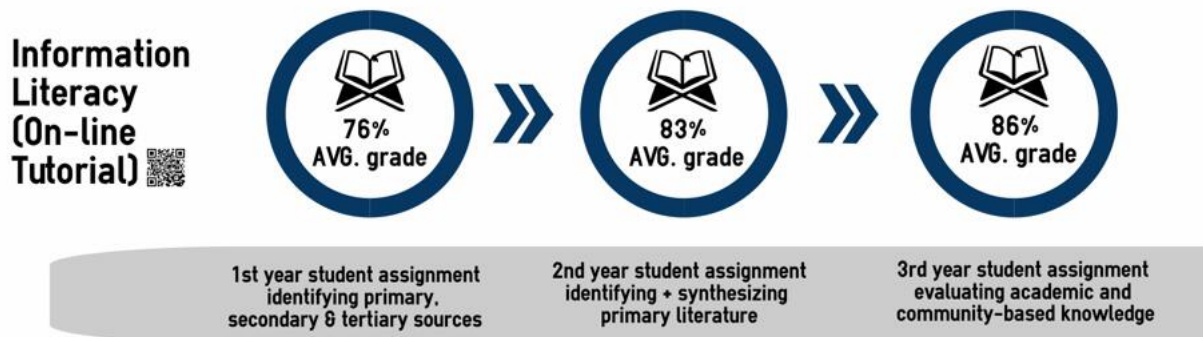 Information
Literacy
(On-line
Tutorial)
76%
AVG. grade
83%
AVG. grade
86%
AVG. grade
1st year student assignment
identifying primary,
secondary & tertiary sources
2nd year student assignment
identifying + synthesizing
primary literature
3rd year student assignment
evaluating academic and
community-based knowledge